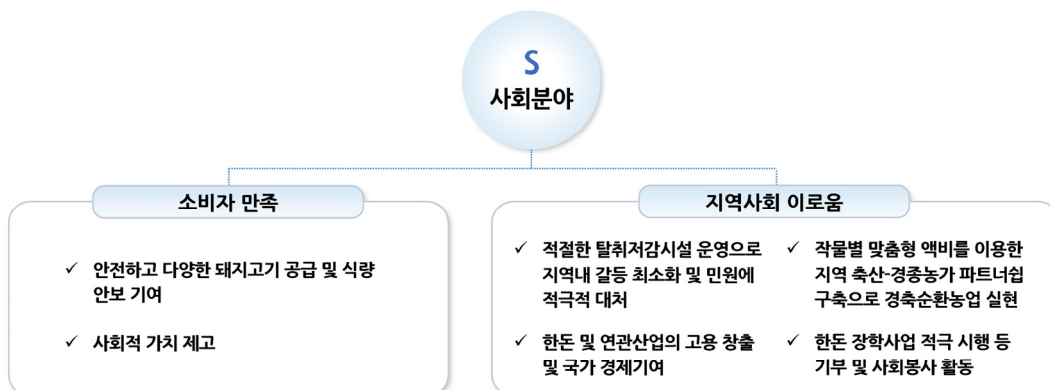 S
사회분야
소비자 만족
✓ 안전하고 다양한 돼지고기 공급 및 식량
안보 기여
✓ 사회적 가치 제고
지역사회 이로움
✓ 적절한 탈취저감시설 운영으로
지역내 갈등 최소화 및 민원에
적극적 대처
✓ 한돈 및 연관산업의 고용 창출
및 국가 경제기여
✓ 작물별 맞춤형 액비를 이용한
지역 축산-경종농가 파트너쉽
구축으로 경축순환농업 실현
✓ 한돈 장학사업 적극 시행 등
기부 및 사회봉사 활동